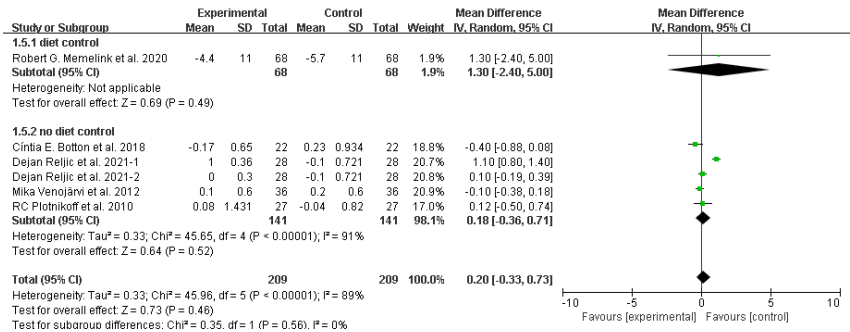 Experimental Control Mean Difference Mean Difference
Study or Subgroup Mean SD Total Mean SD Total Weight IV, Random, 95% CI IV, Random, 95% CI
1.5.1 diet control
Robert G. Memelink et al. 2020 -4.4 11 68 -5.7 11 68 1.9% 1.30 [-2.40, 5.00]
Subtotal (95% CI) 68 68 1.9% 1.30 [-2.40, 5.00]
Heterogeneity: Not applicable
Test for overall effect: Z = 0.69 (P = 0.49)
1.5.2 no diet control
Cíntia E. Botton et al. 2018 -0.17 0.65 22 0.23 0.934 22 18.8% -0.40 [-0.88, 0.08]
Dejan Reljic et al. 2021-1 1 0.36 28 -0.1 0.721 28 20.7% 1.10 [0.80, 1.40]
Dejan Reljic et al. 2021-2 0 0.3 28 -0.1 0.721 28 20.8% 0.10 [-0.19, 0.39]
Mika Venojärvi et al. 2012 0.1 0.6 36 0.2 0.6 36 20.9% -0.10 [-0.38, 0.18]
RC Plotnikoff et al. 2010 0.08 1.431 27 -0.04 0.82 27 17.0% 0.12 [-0.50, 0.74]
Subtotal (95% CI) 141 141 98.1% 0.18 [-0.36, 0.71]
Heterogeneity: Tau² = 0.33; Chi² = 45.65, df = 4 (P < 0.00001); I² = 91%
Test for overall effect: Z = 0.64 (P = 0.52)
Total (95% CI) 209 209 100.0% 0.20 [-0.33, 0.73]
Heterogeneity: Tau² = 0.33; Chi² = 45.96, df = 5 (P < 0.00001); I² = 89%
Test for overall effect: Z = 0.73 (P = 0.46)
Test for subgroup differences: Chi² = 0.35, df = 1 (P = 0.56), I² = 0%
-10 -5 0 5 10
Favours [experimental] Favours [control]